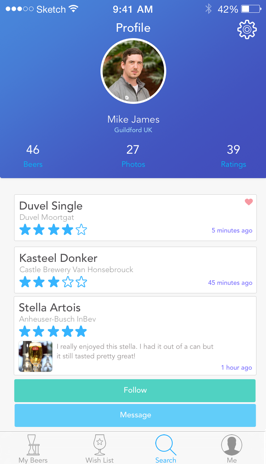 Sketch 9:41 AM 42%
Profile
Mike James
Guildford UK
46 27 39
Beers Photos Ratings
Duvel Single
Duvel Moortgat
5 minutes ago
Kasteel Donker
Castle Brewery Van Honsebrouck
45 minutes ago
Stella Artois
Anheuser-Busch InBev
I really enjoyed this stella. I had it out of a can but
it still tasted pretty great!
1 hour ago
Follow
Message
My Beers Wish List Search Me